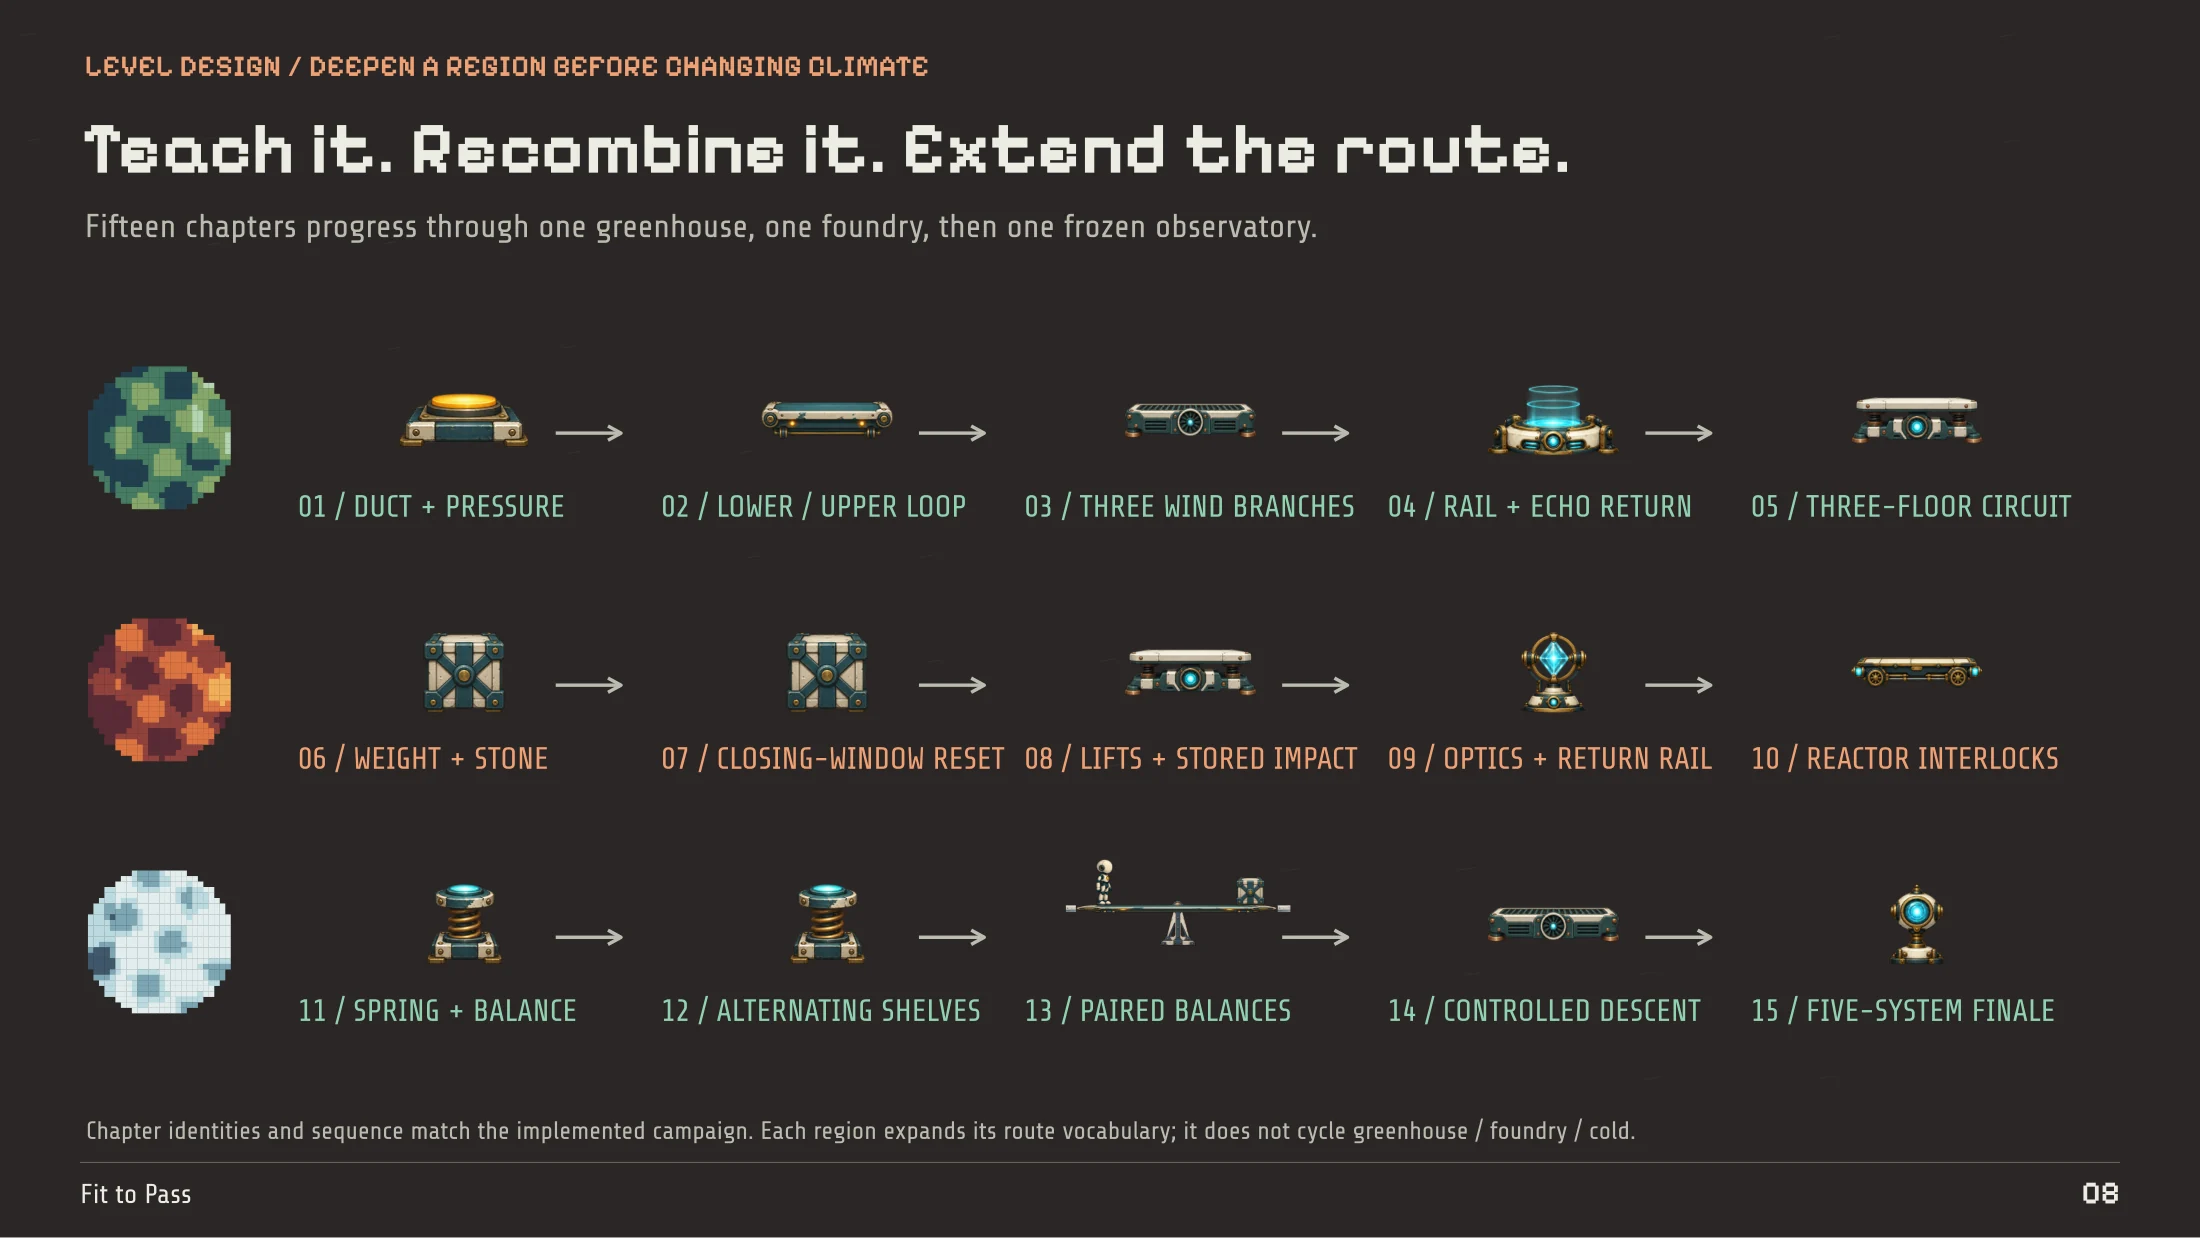 LEVEL DESIGN / DEEPEN A REGION BEFORE CHANGING CLIMATE
Teach it. Recombine it. Extend the route.
Fifteen chapters progress through one greenhouse, one foundry, then one frozen observatory.
01 / DUCT + PRESSURE
02 / LOWER / UPPER LOOP
03 / THREE WIND BRANCHES
04 / RAIL + ECHO RETURN
05 / THREE-FLOOR CIRCUIT
06 / WEIGHT + STONE
07 / CLOSING-WINDOW RESET
08 / LIFTS + STORED IMPACT
09 / OPTICS + RETURN RAIL
10 / REACTOR INTERLOCKS
11 / SPRING + BALANCE
12 / ALTERNATING SHELVES
13 / PAIRED BALANCES
14 / CONTROLLED DESCENT
15 / FIVE-SYSTEM FINALE
Chapter identities and sequence match the implemented campaign. Each region expands its route vocabulary; it does not cycle greenhouse / foundry / cold.
Fit to Pass
08